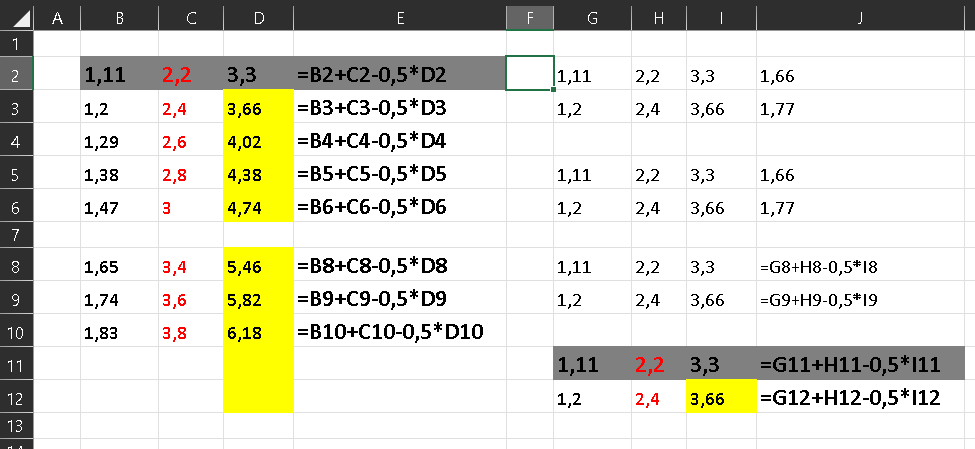 A B C D E F G H I J
1
2 1,11 2,2 3,3 =B2+C2-0,5*D2 1,11 2,2 3,3 1,66
3 1,2 2,4 3,66 =B3+C3-0,5*D3 1,2 2,4 3,66 1,77
4 1,29 2,6 4,02 =B4+C4-0,5*D4
5 1,38 2,8 4,38 =B5+C5-0,5*D5 1,11 2,2 3,3 1,66
6 1,47 3 4,74 =B6+C6-0,5*D6 1,2 2,4 3,66 1,77
7
8 1,65 3,4 5,46 =B8+C8-0,5*D8 1,11 2,2 3,3 =G8+H8-0,5*I8
9 1,74 3,6 5,82 =B9+C9-0,5*D9 1,2 2,4 3,66 =G9+H9-0,5*I9
10 1,83 3,8 6,18 =B10+C10-0,5*D10
11 1,11 2,2 3,3 =G11+H11-0,5*I11
12 1,2 2,4 3,66 =G12+H12-0,5*I12
13